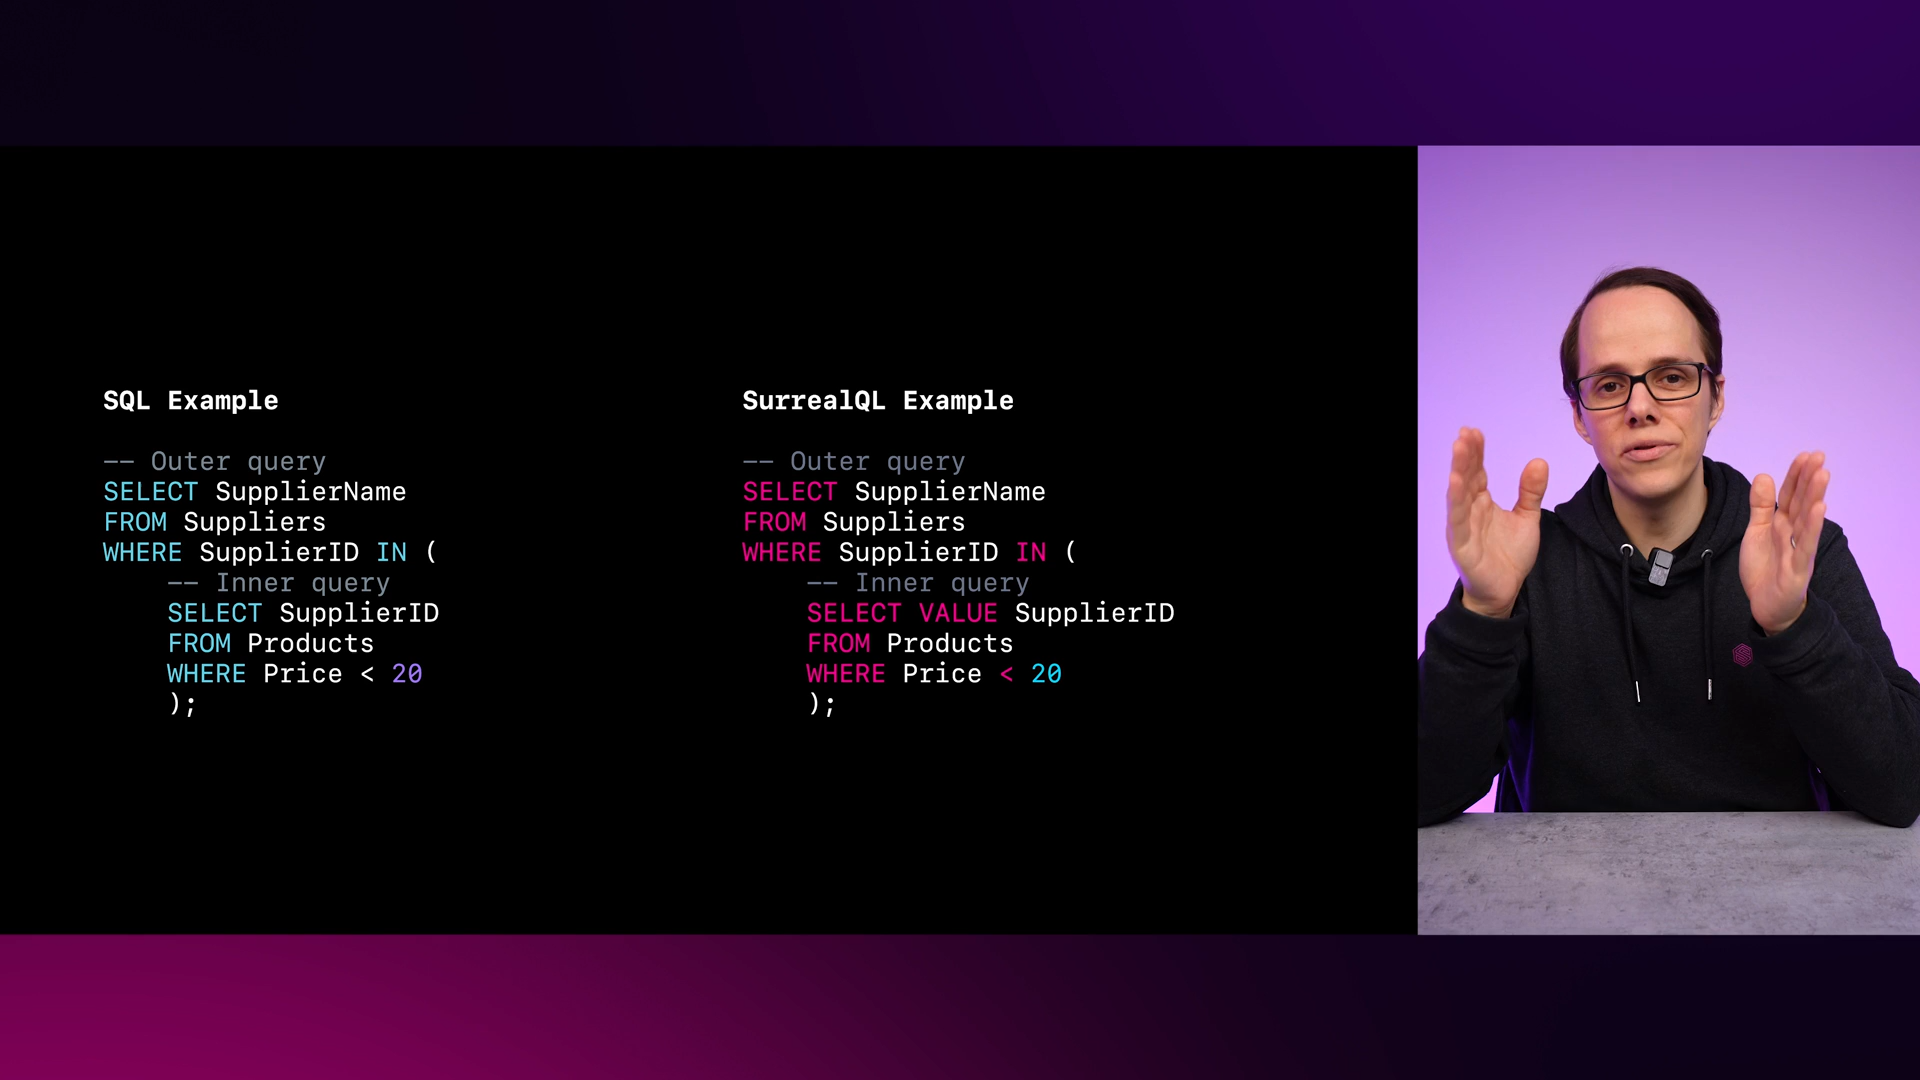 SQL Example
-- Outer query
SELECT SupplierName
FROM Suppliers
WHERE SupplierID IN (
-- Inner query
SELECT SupplierID
FROM Products
WHERE Price < 20
);
SurrealQL Example
-- Outer query
SELECT SupplierName
FROM Suppliers
WHERE SupplierID IN (
-- Inner query
SELECT VALUE SupplierID
FROM Products
WHERE Price < 20
);